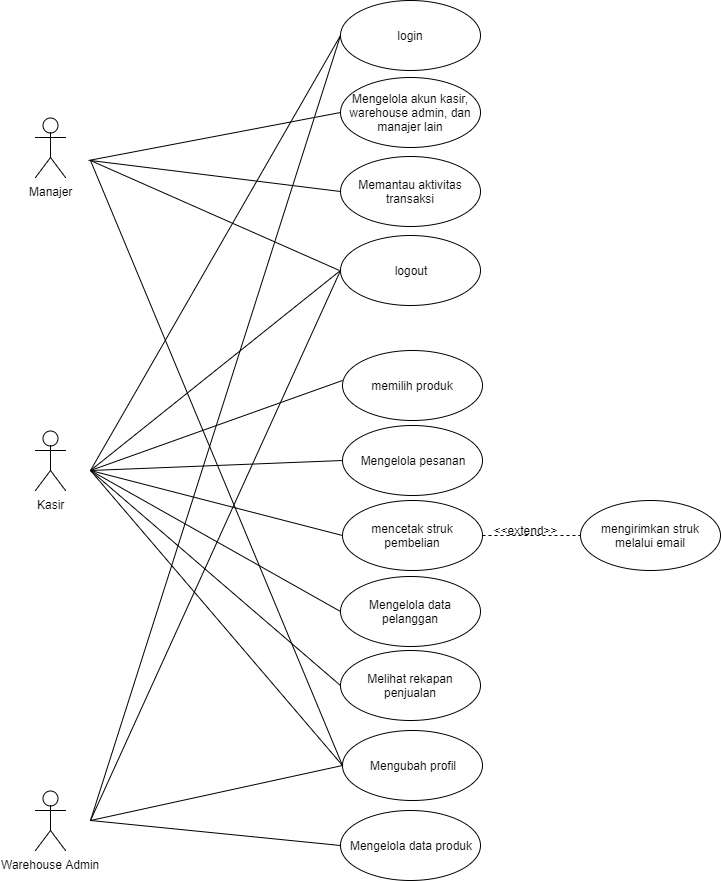 login
Mengelola akun kasir,
warehouse admin, dan
manajer lain
Manajer
Memantau aktivitas
transaksi
logout
memilih produk
Mengelola pesanan
Kasir
mencetak struk
pembelian
<<extend>>
mengirimkan struk
melalui email
Mengelola data
pelanggan
Melihat rekapan
penjualan
Mengubah profil
Mengelola data produk
Warehouse Admin